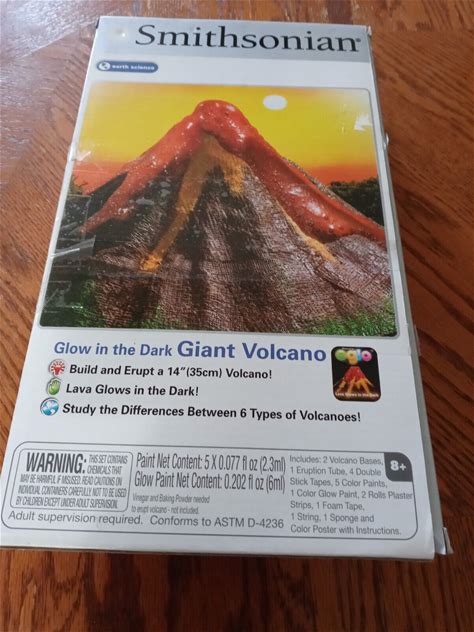 Smithsonian®
earth science
Glow in the Dark Giant Volcano
Build and Erupt a 14"(35cm) Volcano!
Lava Glows in the Dark!
Study the Differences Between 6 Types of Volcanoes!
Lava Glows in the Dark
WARNING: THIS SET CONTAINS
CHEMICALS THAT
MAY BE HARMFUL IF MISUSED. READ CAUTIONS ON
INDIVIDUAL CONTAINERS CAREFULLY. NOT TO BE USED
BY CHILDREN EXCEPT UNDER ADULT SUPERVISION.
Paint Net Content: 5 X 0.077 fl oz (2.3ml)
Glow Paint Net Content: 0.202 fl oz (6ml)
Vinegar and Baking Powder needed
to erupt volcano - not included.
Includes: 2 Volcano Bases,
1 Eruption Tube, 4 Double
Stick Tapes, 5 Color Paints,
1 Color Glow Paint, 2 Rolls Plaster
Strips, 1 Foam Tape,
1 String, 1 Sponge and
Color Poster with Instructions.
8+
Adult supervision required. Conforms to ASTM D-4236